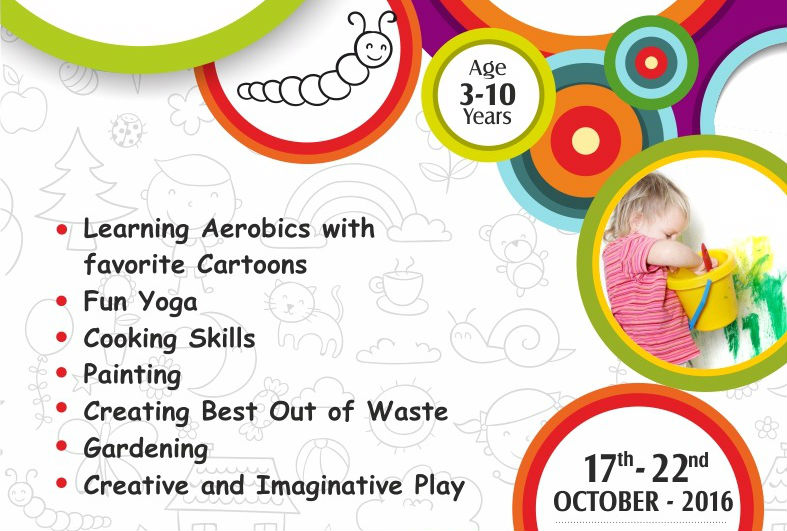 Age
3-10
Years
• Learning Aerobics with
favorite Cartoons
• Fun Yoga
• Cooking Skills
• Painting
• Creating Best Out of Waste
• Gardening
• Creative and Imaginative Play
17th - 22nd
OCTOBER - 2016